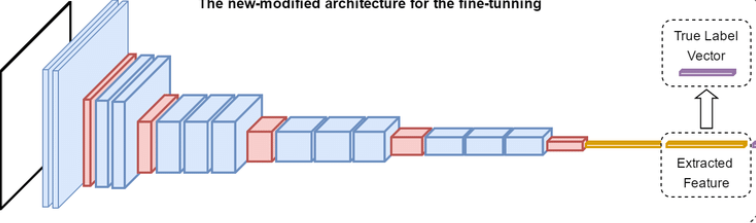 The new-modified architecture for the fine-tunning
True Label
Vector
Extracted
Feature